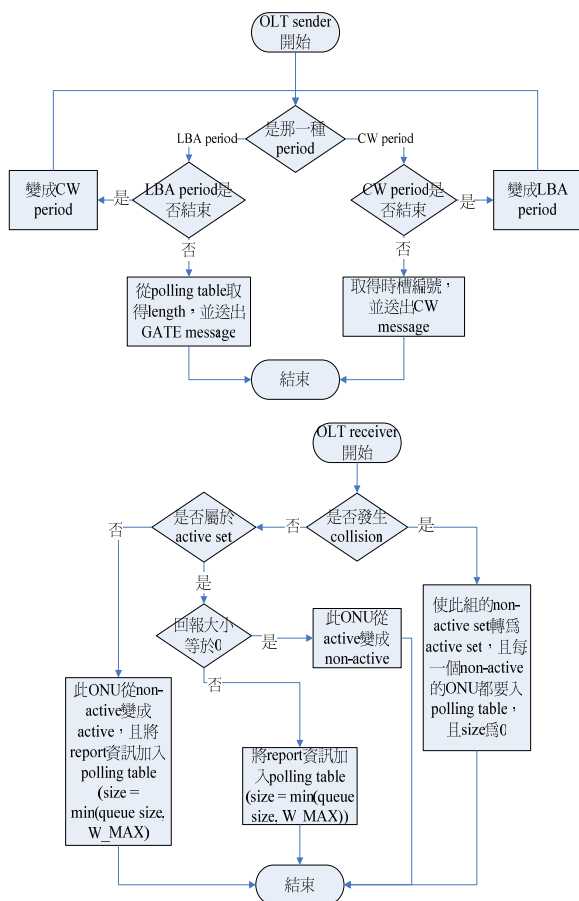 OLT sender
開始
是那一種
period
LBA period
CW period
變成CW
period
是
LBA period是
否結束
CW period是
否結束
是
變成LBA
period
否
否
從polling table取
得length，並送出
GATE message
取得時槽編號，
並送出CW
message
結束
OLT receiver
開始
是否發生
collision
否
是
是否屬於
active set
否
是
回報大小
等於0
是
此ONU從
active變成
non-active
否
使此組的non-
active set轉為
active set，且每
一個non-active
的ONU都要入
polling table，
且size為0
此ONU從non-
active變成
active，且將
report資訊加入
polling table
(size =
min(queue size,
W_MAX)
將report資訊加
入polling table
(size = min(queue
size, W_MAX))
結束